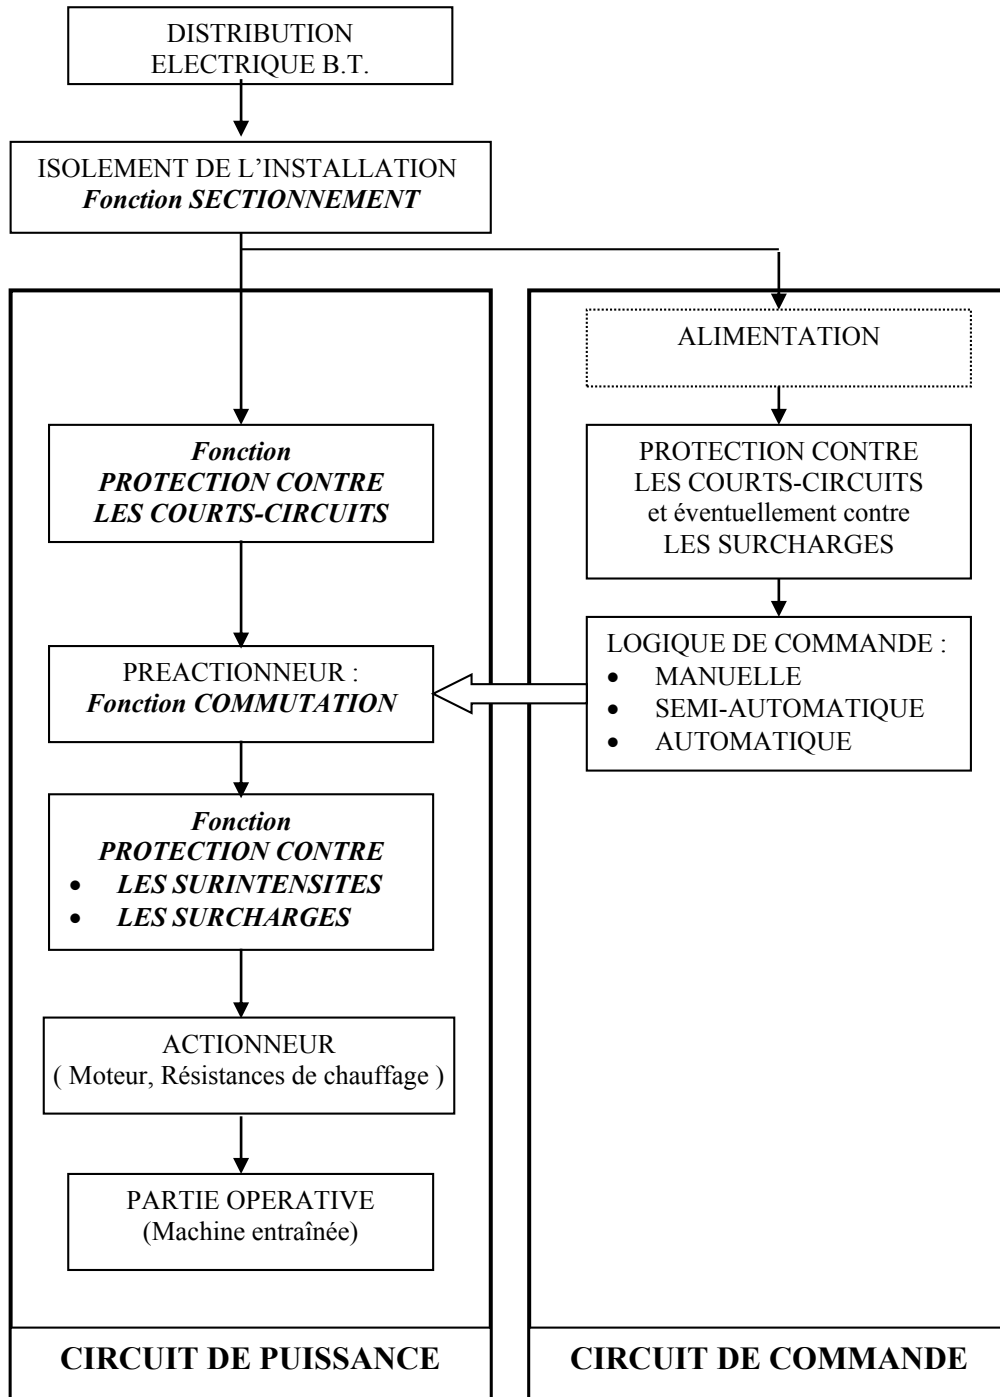 DISTRIBUTION
ELECTRIQUE B.T.
ISOLEMENT DE L'INSTALLATION
Fonction SECTIONNEMENT
Fonction
PROTECTION CONTRE
LES COURTS-CIRCUITS
PREACTIONNEUR :
Fonction COMMUTATION
Fonction
PROTECTION CONTRE
• LES SURINTENSITES
• LES SURCHARGES
ACTIONNEUR
( Moteur, Résistances de chauffage )
PARTIE OPERATIVE
(Machine entraînée)
CIRCUIT DE PUISSANCE
ALIMENTATION
PROTECTION CONTRE
LES COURTS-CIRCUITS
et éventuellement contre
LES SURCHARGES
LOGIQUE DE COMMANDE :
• MANUELLE
• SEMI-AUTOMATIQUE
• AUTOMATIQUE
CIRCUIT DE COMMANDE